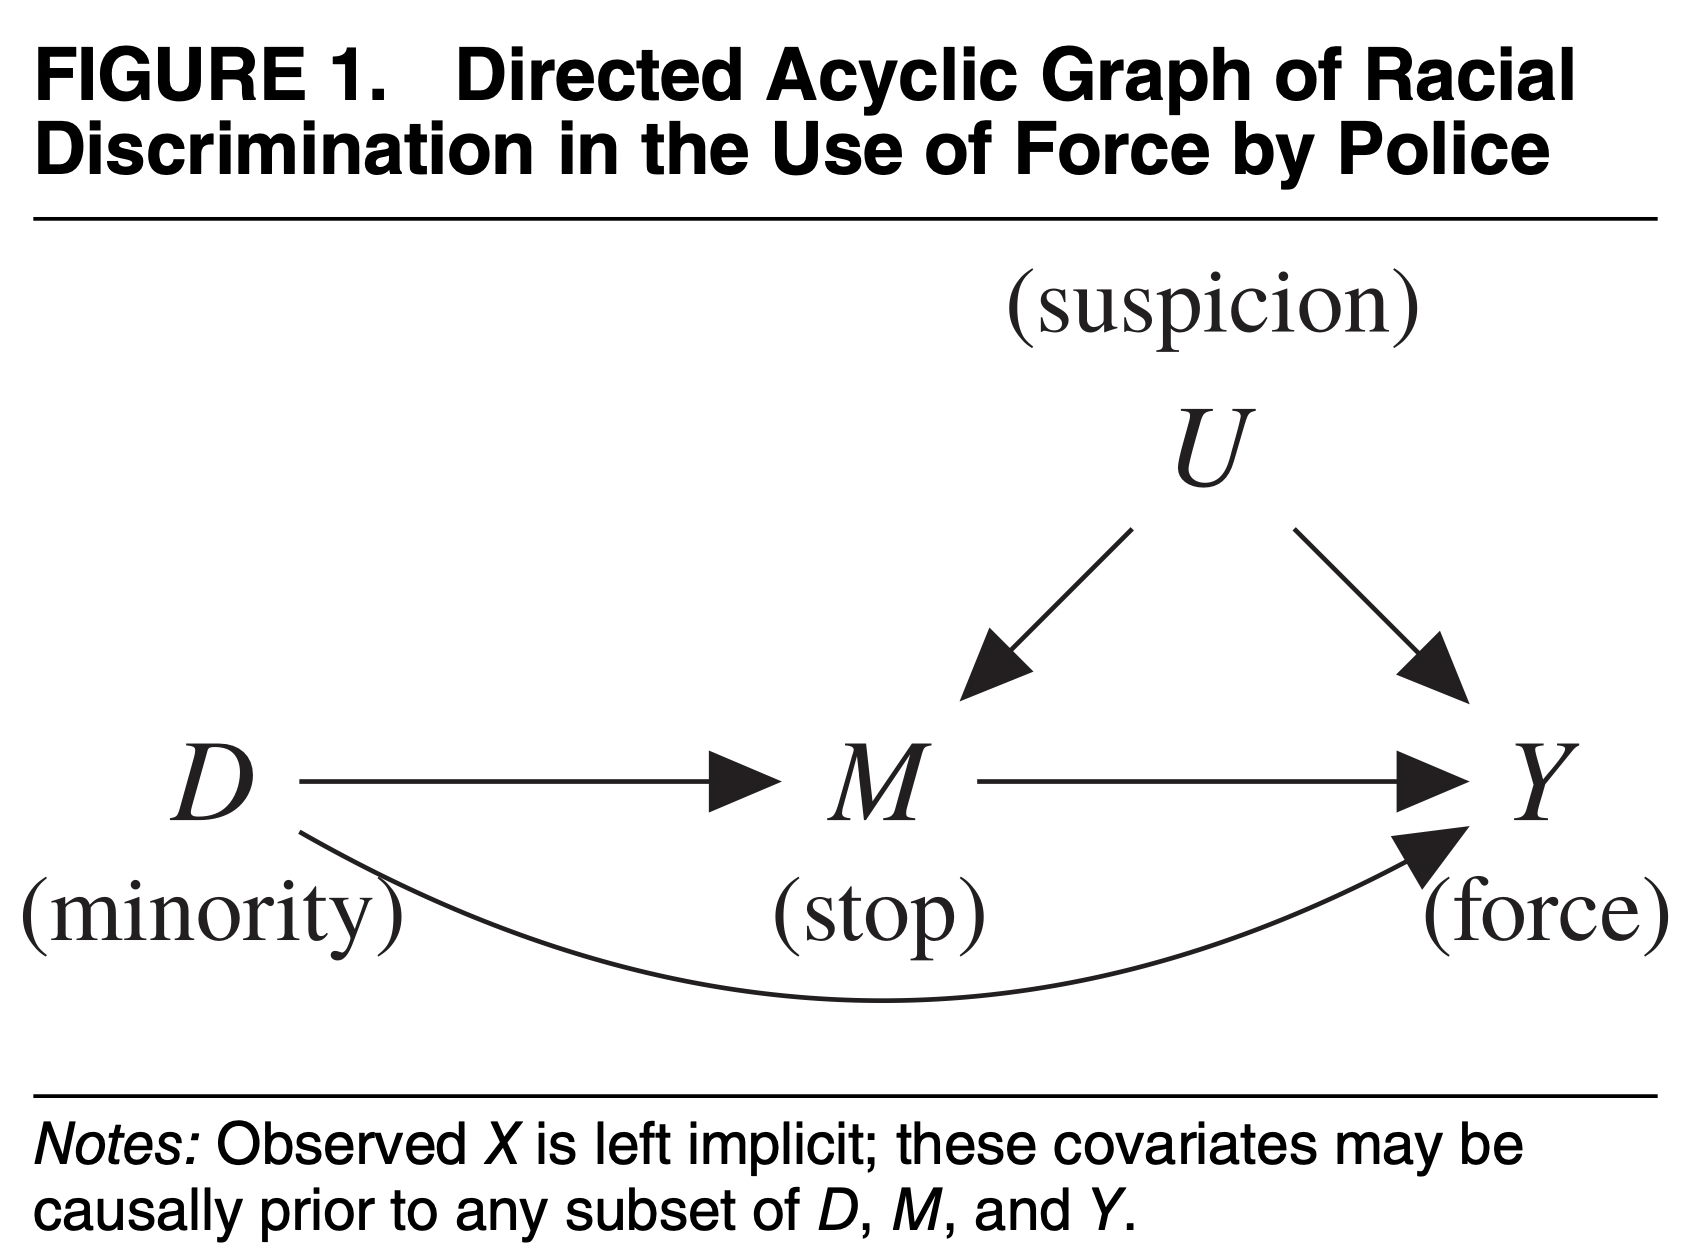 FIGURE 1. Directed Acyclic Graph of Racial
Discrimination in the Use of Force by Police
(suspicion)
U
D M Y
(minority) (stop) (force)
Notes: Observed X is left implicit; these covariates may be
causally prior to any subset of D, M, and Y.